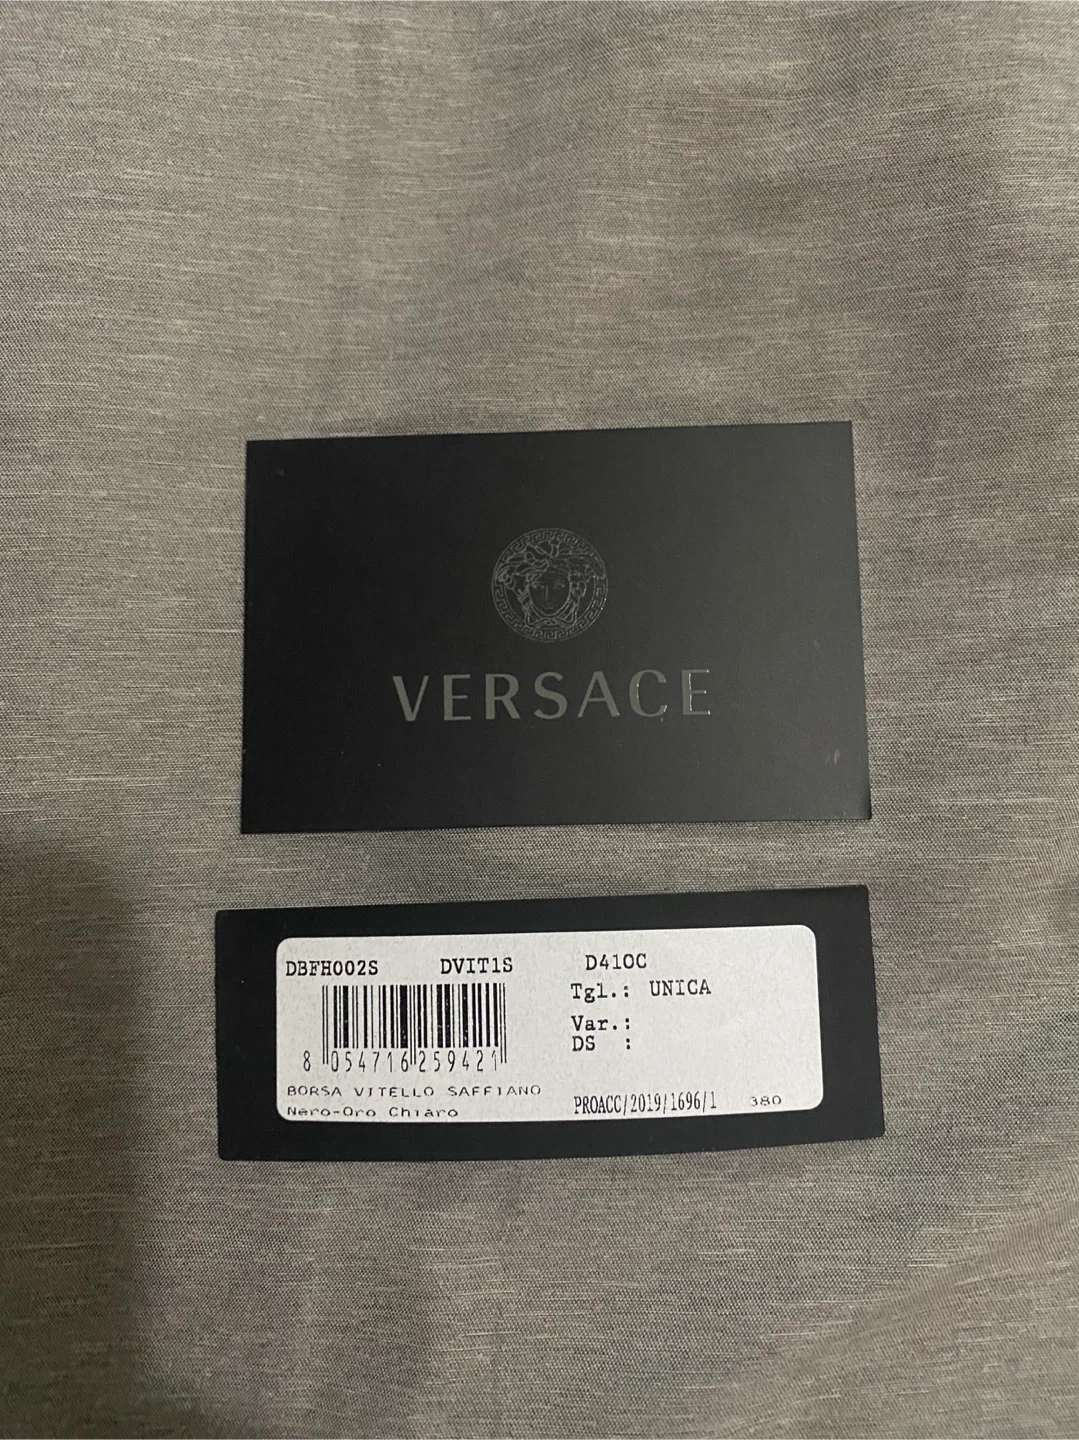 VERSACE
DBFH002S DVIT1S D41OC
Tgl.: UNICA
Var.:
DS :
8 054716 259421
BORSA VITELLO SAFFIANO
Nero-Oro Chiaro
PROACC/2019/1696/1 380